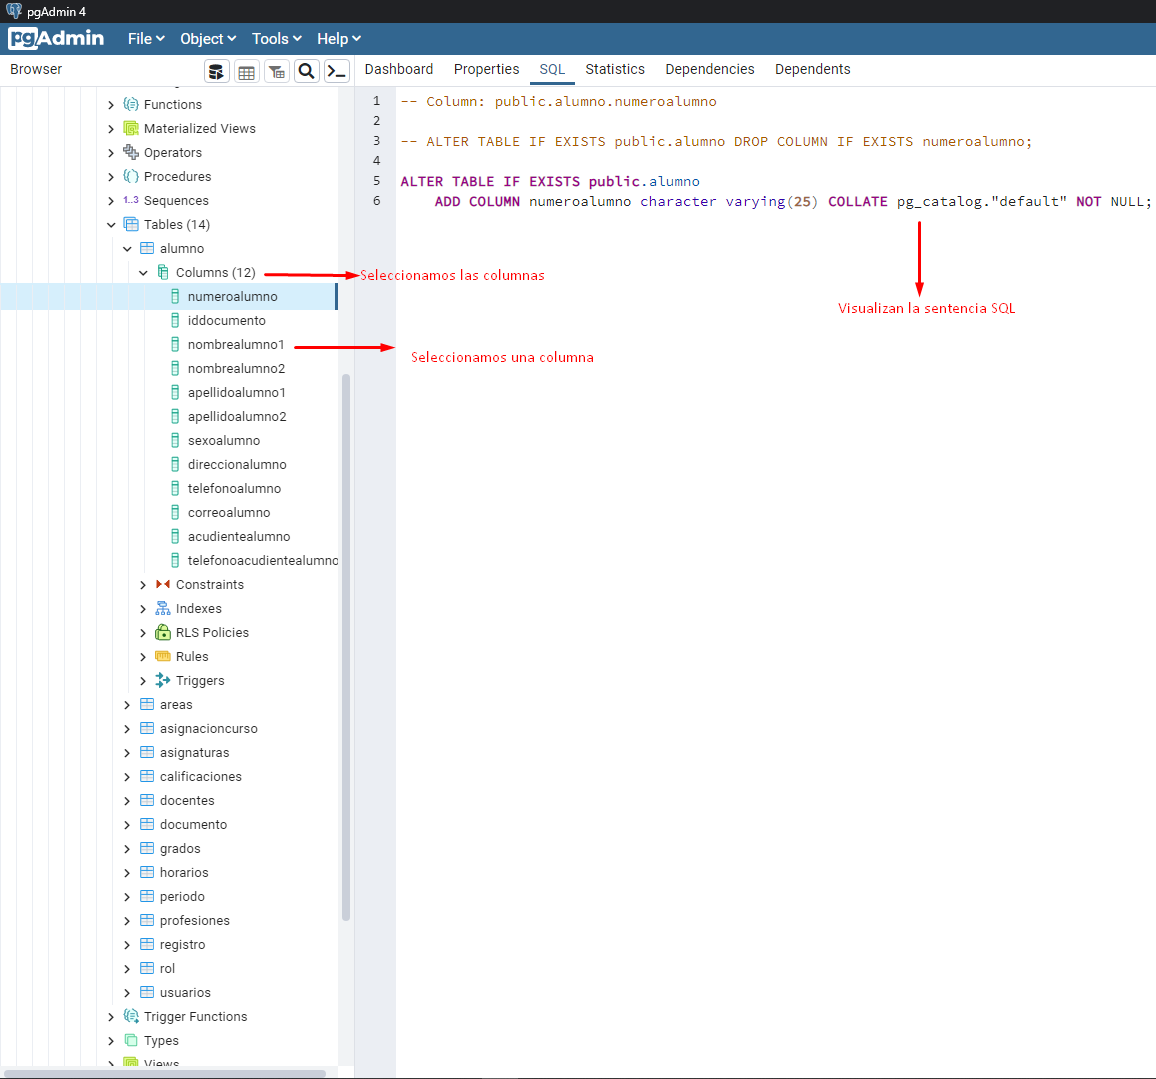 pgAdmin 4
pgAdmin File Object Tools Help
Browser
Dashboard Properties SQL Statistics Dependencies Dependents
Functions
Materialized Views
Operators
Procedures
1..3 Sequences
Tables (14)
alumno
Columns (12)
numeroalumno
iddocumento
nombrealumno1
nombrealumno2
apellidoalumno1
apellidoalumno2
sexoalumno
direccionalumno
telefonoalumno
correoalumno
acudientealumno
telefonoacudientealumno
Constraints
Indexes
RLS Policies
Rules
Triggers
areas
asignacioncurso
asignaturas
calificaciones
docentes
documento
grados
horarios
periodo
profesiones
registro
rol
usuarios
Trigger Functions
Types
Views
1 -- Column: public.alumno.numeroalumno
2
3 -- ALTER TABLE IF EXISTS public.alumno DROP COLUMN IF EXISTS numeroalumno;
4
5 ALTER TABLE IF EXISTS public.alumno
6 ADD COLUMN numeroalumno character varying(25) COLLATE pg_catalog."default" NOT NULL;
Seleccionamos las columnas
Visualizan la sentencia SQL
Seleccionamos una columna